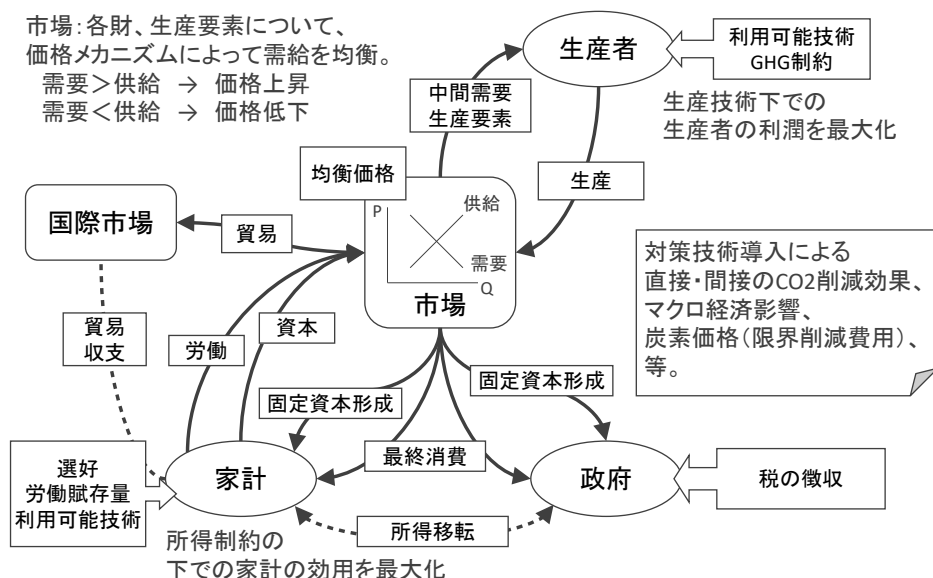 市場：各財、生産要素について、
価格メカニズムによって需給を均衡。
需要＞供給 → 価格上昇
需要＜供給 → 価格低下
生産者
利用可能技術
GHG制約
生産技術下での
生産者の利潤を最大化
中間需要
生産要素
生産
均衡価格
P
供給
需要
Q
市場
国際市場
貿易
対策技術導入による
直接・間接のCO2削減効果、
マクロ経済影響、
炭素価格（限界削減費用）、
等。
貿易
収支
労働
資本
固定資本形成
固定資本形成
最終消費
選好
労働賦存量
利用可能技術
家計
政府
税の徴収
所得移転
所得制約の
下での家計の効用を最大化